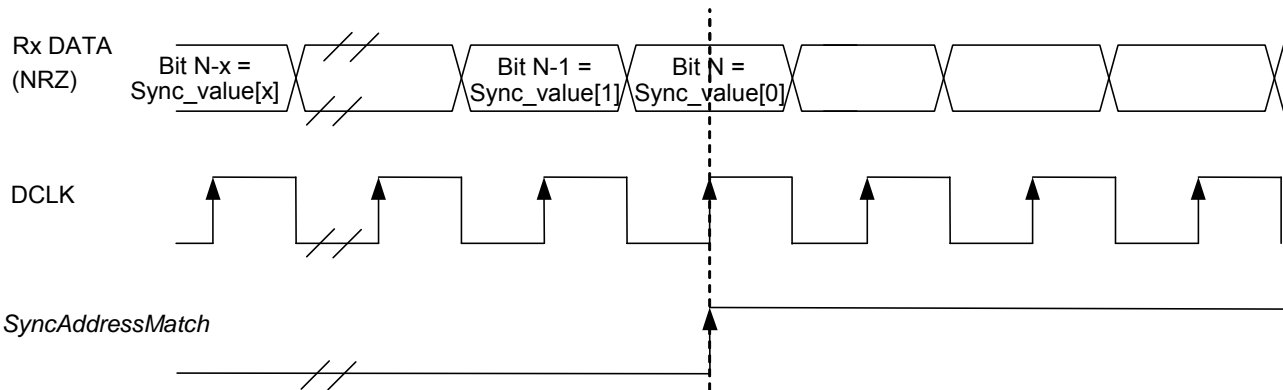 Rx DATA
(NRZ)
Bit N-x =
Sync_value[x]
Bit N-1 =
Sync_value[1]
Bit N =
Sync_value[0]
DCLK
SyncAddressMatch